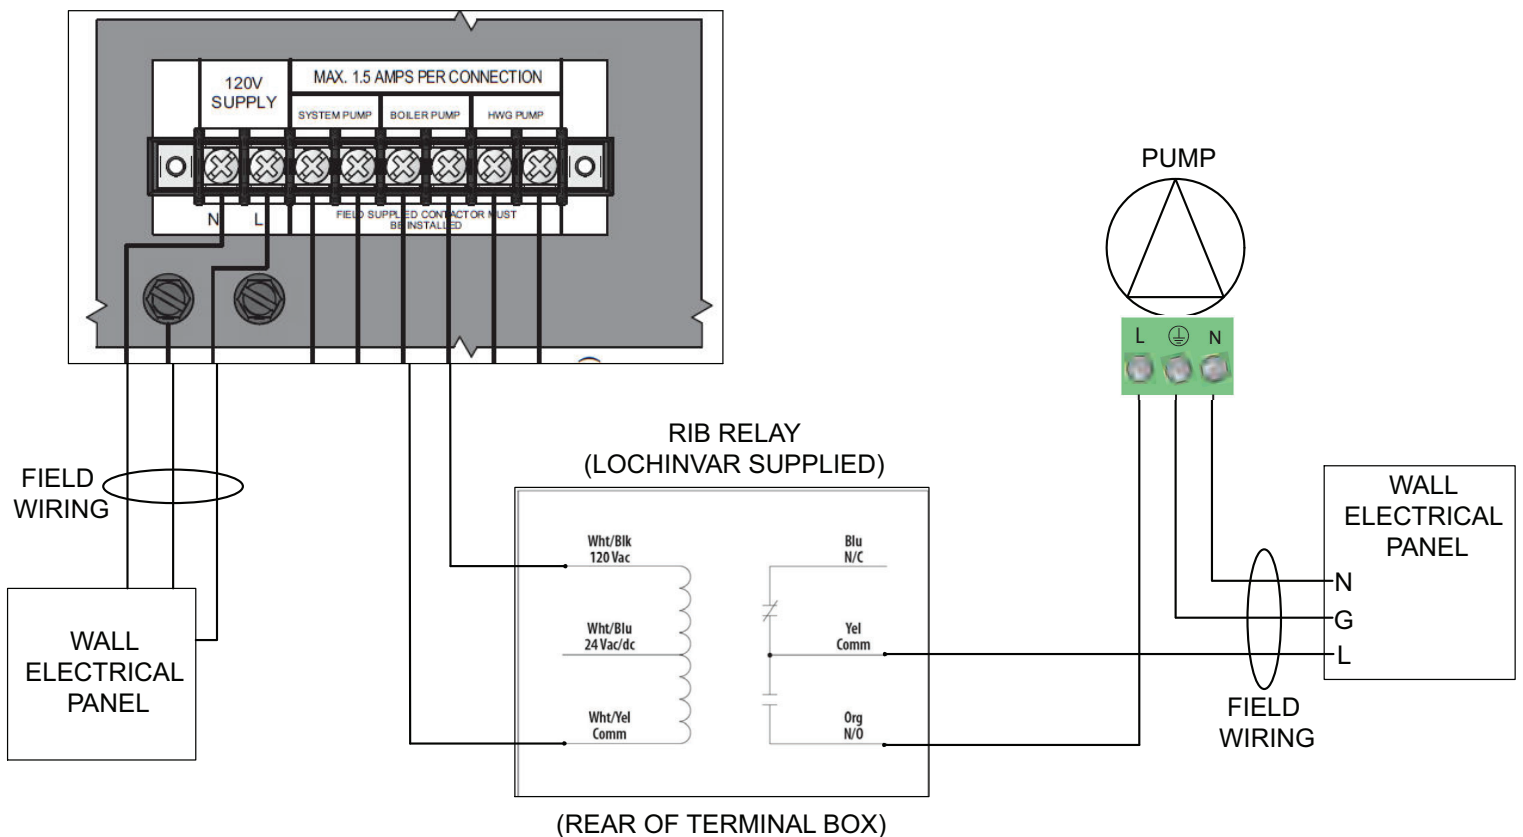 120V
SUPPLY
MAX. 1.5 AMPS PER CONNECTION
SYSTEM PUMP
BOILER PUMP
HWG PUMP
N
L
FIELD SUPPLIED CONTACTOR MUST
BE INSTALLED
FIELD
WIRING
WALL
ELECTRICAL
PANEL
RIB RELAY
(LOCHINVAR SUPPLIED)
Wht/Blk
120 Vac
Wht/Blu
24 Vac/dc
Wht/Yel
Comm
Blu
N/C
Yel
Comm
Org
N/O
(REAR OF TERMINAL BOX)
PUMP
L
N
WALL
ELECTRICAL
PANEL
N
G
L
FIELD
WIRING